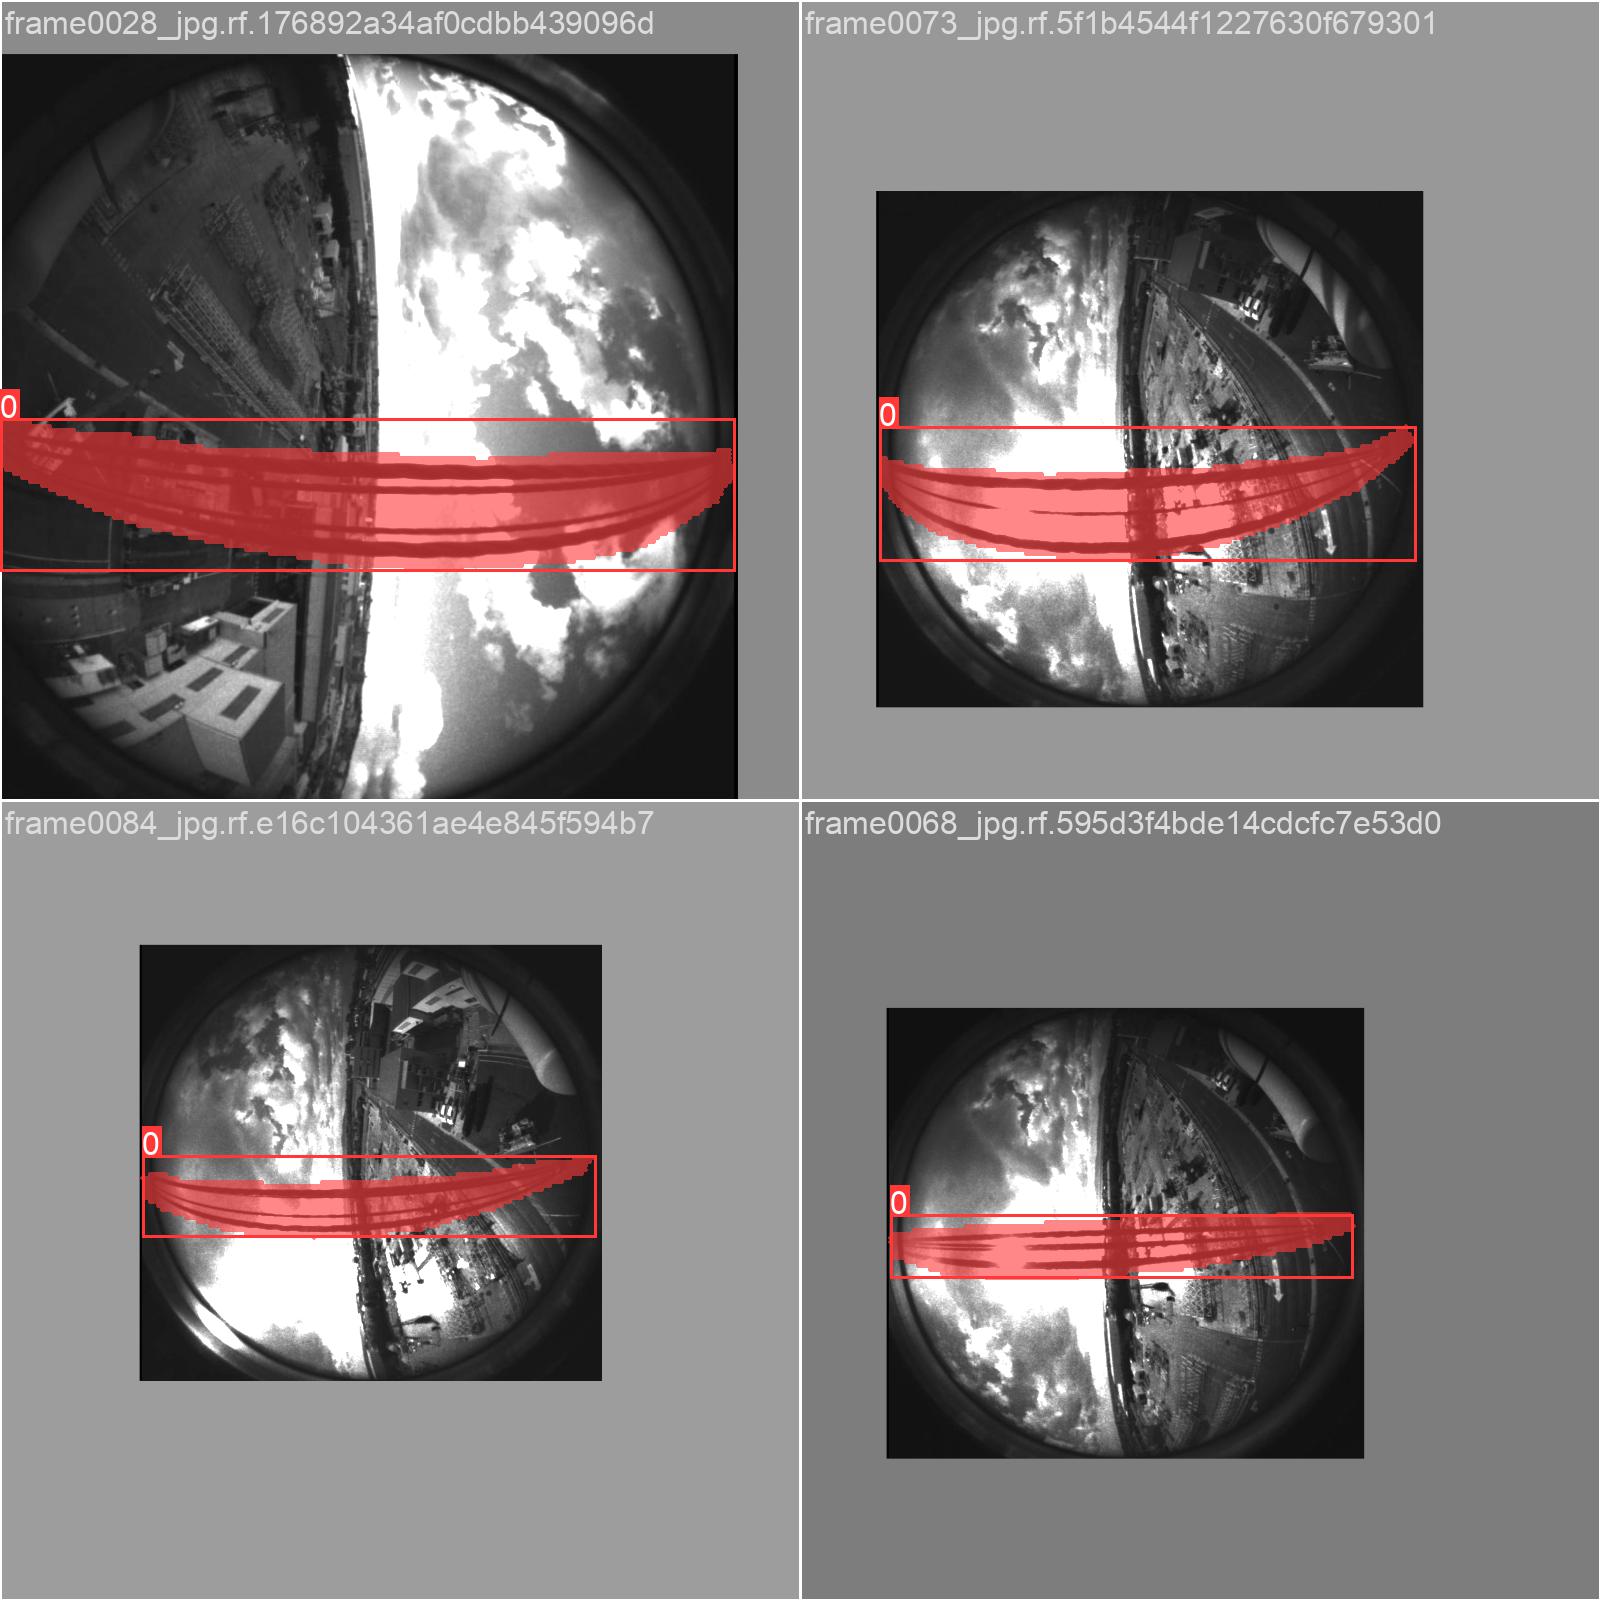 frame0028_jpg.rf.176892a34af0cdbb439096d
frame0073_jpg.rf.5f1b4544f1227630f679301
0
0
frame0084_jpg.rf.e16c104361ae4e845f594b7
frame0068_jpg.rf.595d3f4bde14cdcfc7e53d0
0
0